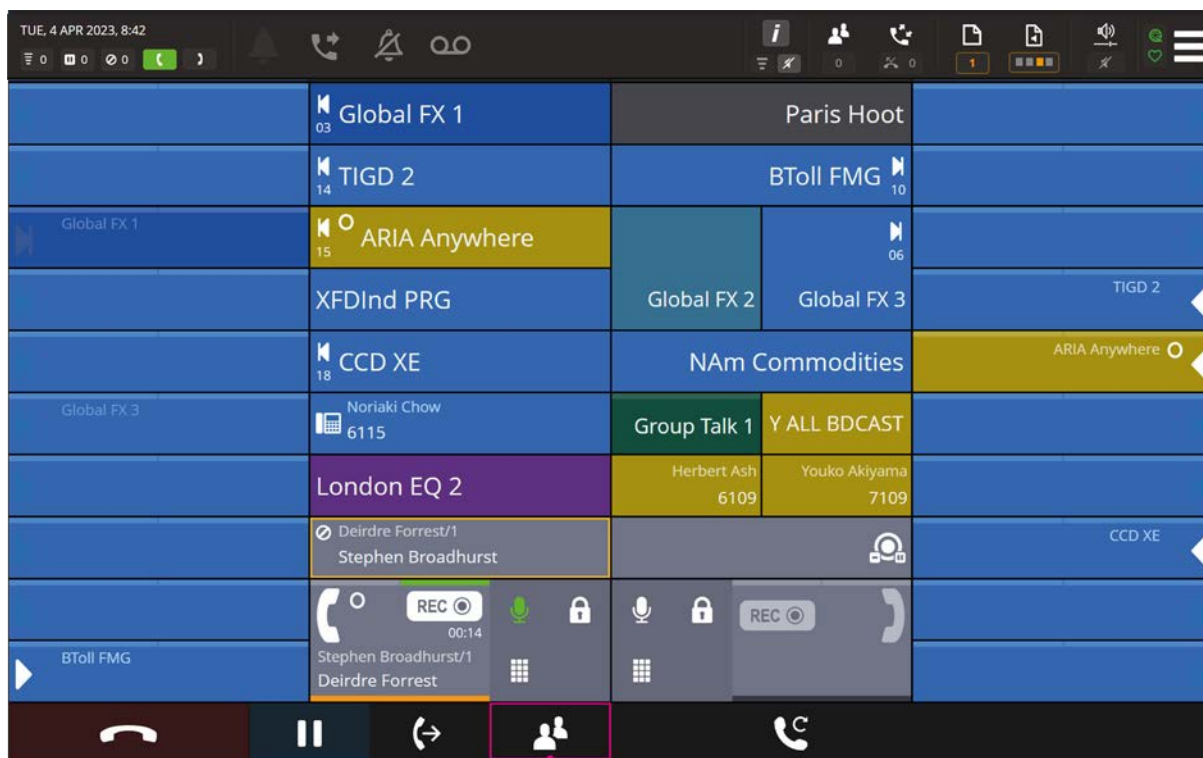 TUE, 4 APR 2023, 8:42
0 0 0
0 0 1
03 Global FX 1
Paris Hoot
14 TIGD 2
BToll FMG 10
Global FX 1
15 ARIA Anywhere
06
XFDInd PRG
Global FX 2
Global FX 3
TIGD 2
18 CCD XE
NAm Commodities
ARIA Anywhere
Global FX 3
Noriaki Chow
6115
Group Talk 1
Y ALL BDCAST
London EQ 2
Herbert Ash
6109
Youko Akiyama
7109
Deirdre Forrest/1
Stephen Broadhurst
CCD XE
REC
00:14
REC
BToll FMG
Stephen Broadhurst/1
Deirdre Forrest